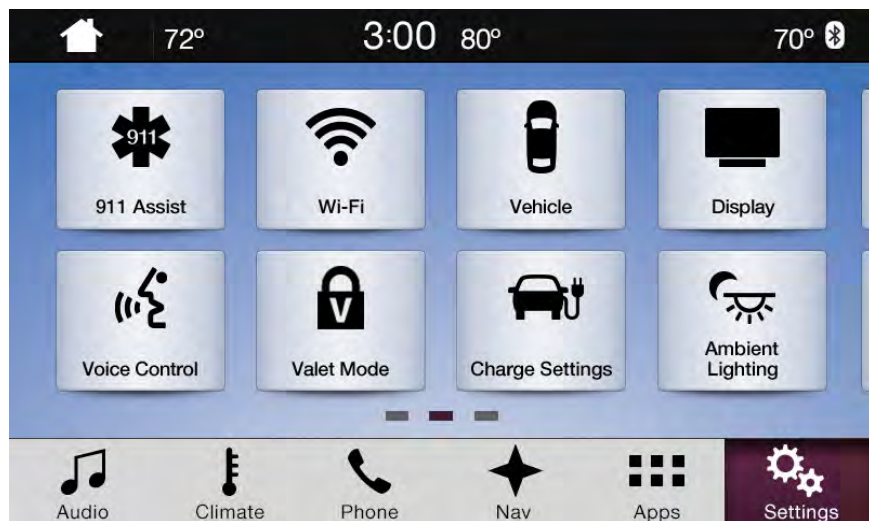 72º 3:00 80º 70º
911
911 Assist Wi-Fi Vehicle Display
V
Voice Control Valet Mode Charge Settings Ambient
Lighting
Audio Climate Phone Nav Apps Settings